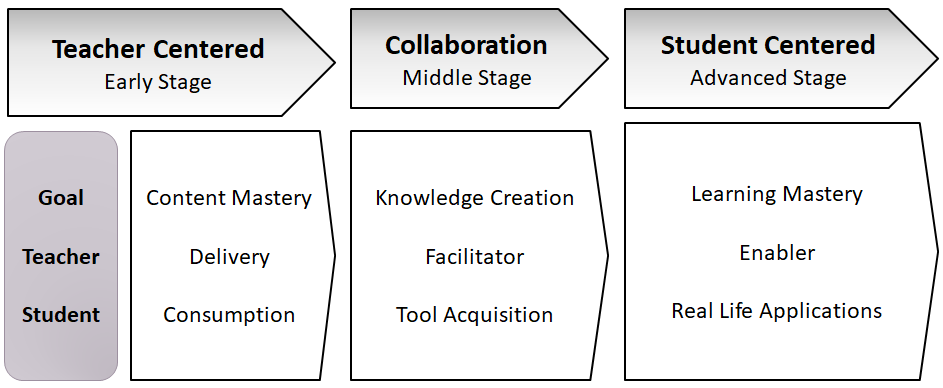 Teacher Centered
Early Stage
Collaboration
Middle Stage
Student Centered
Advanced Stage
Goal
Content Mastery
Knowledge Creation
Learning Mastery
Teacher
Delivery
Facilitator
Enabler
Student
Consumption
Tool Acquisition
Real Life Applications